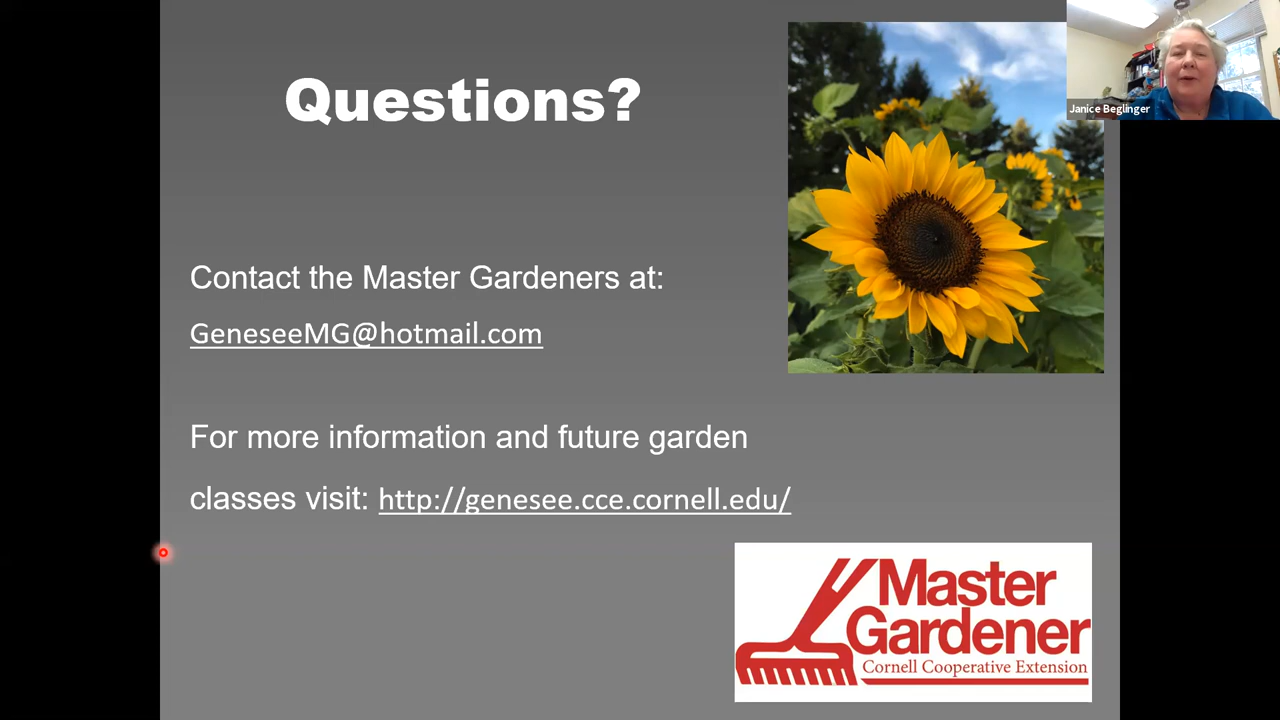 Questions?
Janice Beglinger
Contact the Master Gardeners at:
GeneseeMG@hotmail.com
For more information and future garden
classes visit: http://genesee.cce.cornell.edu/
Master
Gardener
Cornell Cooperative Extension